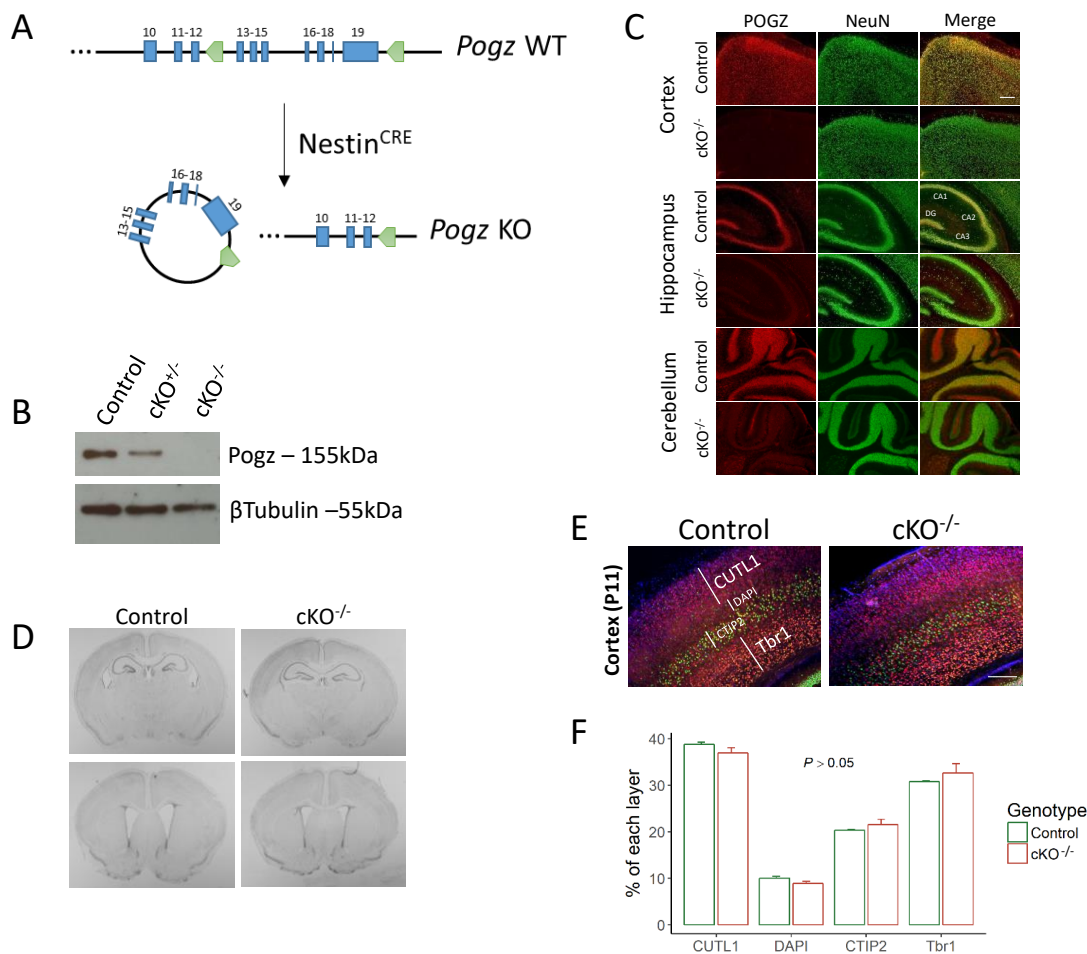 A
10 11-12 13-15 16-18 19
... Pogz WT
Nestin^CRE
16-18
19
13-15
... 10 11-12
Pogz KO
B
Control cKO+/- cKO-/-
Pogz – 155kDa
βTubulin –55kDa
C
POGZ NeuN Merge
Cortex
Control
cKO-/-
Hippocampus
Control
CA1
DG
CA2
CA3
cKO-/-
Cerebellum
Control
cKO-/-
D
Control cKO-/-
E
Control cKO-/-
Cortex (P11)
CUTL1
DAPI
CTIP2
Tbr1
F
% of each layer
40
30
20
10
0
P > 0.05
CUTL1 DAPI CTIP2 Tbr1
Genotype
Control
cKO-/-